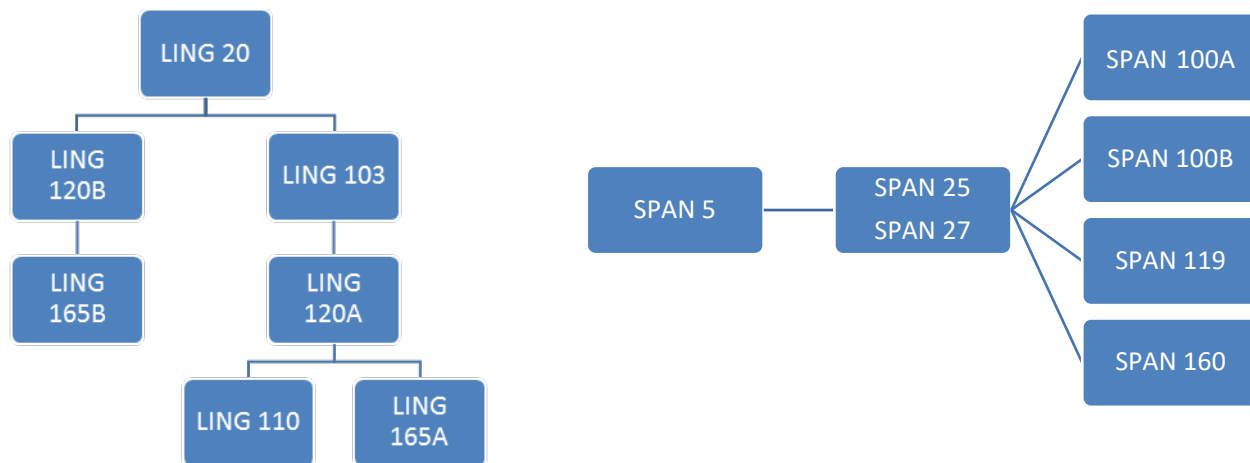 LING 20
LING
120B
LING 103
LING
165B
LING
120A
LING 110
LING
165A
SPAN 5
SPAN 25
SPAN 27
SPAN 100A
SPAN 100B
SPAN 119
SPAN 160